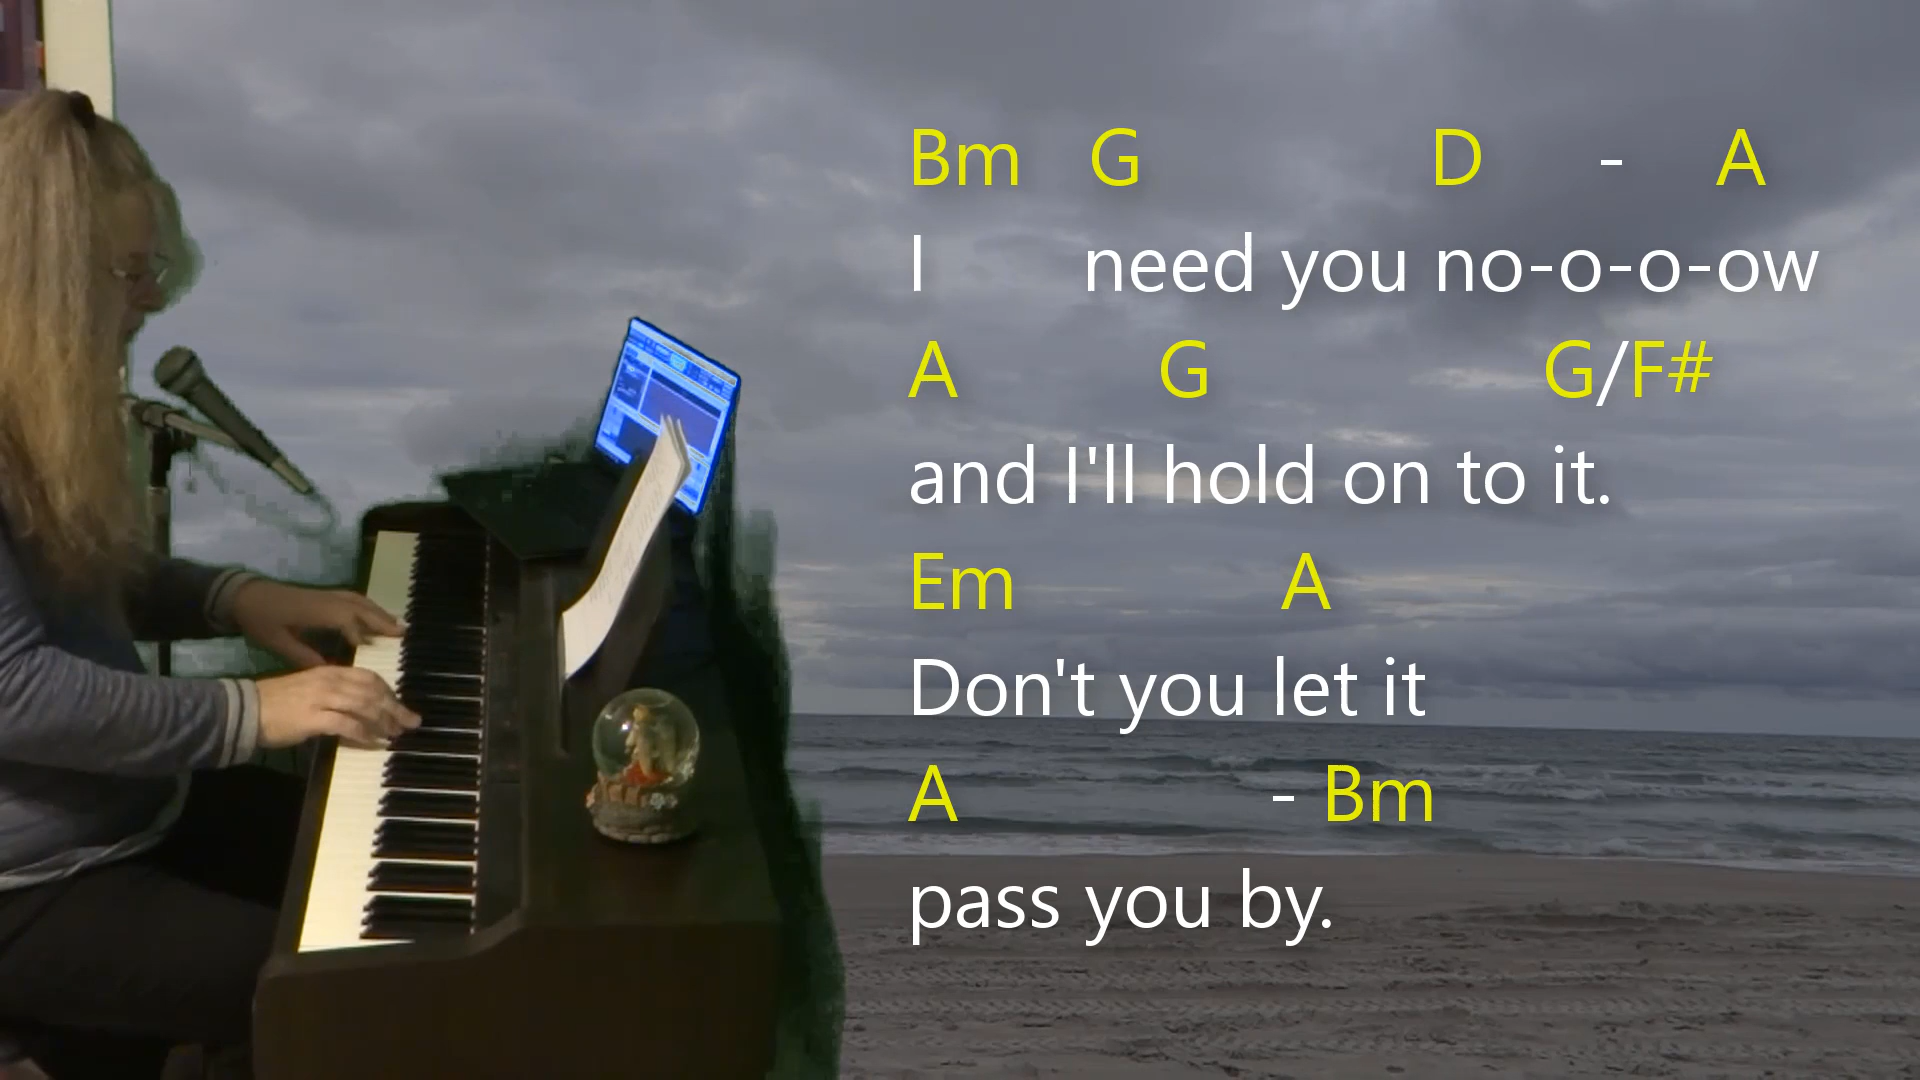 Bm G D - A
I need you no-o-o-ow
A G G/F#
and I'll hold on to it.
Em A
Don't you let it
A - Bm
pass you by.